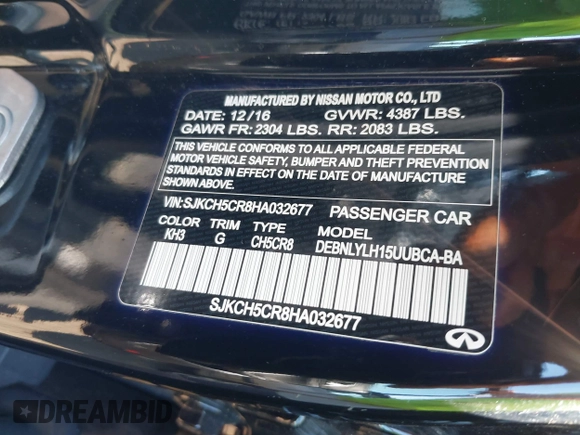 MANUFACTURED BY NISSAN MOTOR CO., LTD
DATE: 12/16 GVWR: 4387 LBS.
GAWR FR: 2304 LBS. RR: 2083 LBS.
THIS VEHICLE CONFORMS TO ALL APPLICABLE FEDERAL
MOTOR VEHICLE SAFETY, BUMPER AND THEFT PREVENTION
STANDARDS IN EFFECT ON THE DATE OF MANUFACTURE
SHOWN ABOVE.
VIN:SJKCH5CR8HA032677 PASSENGER CAR
COLOR TRIM TYPE MODEL
KH3 G CH5CR8 DEBNLYLH15UUBCA-BA
SJKCH5CR8HA032677
DREAMBID